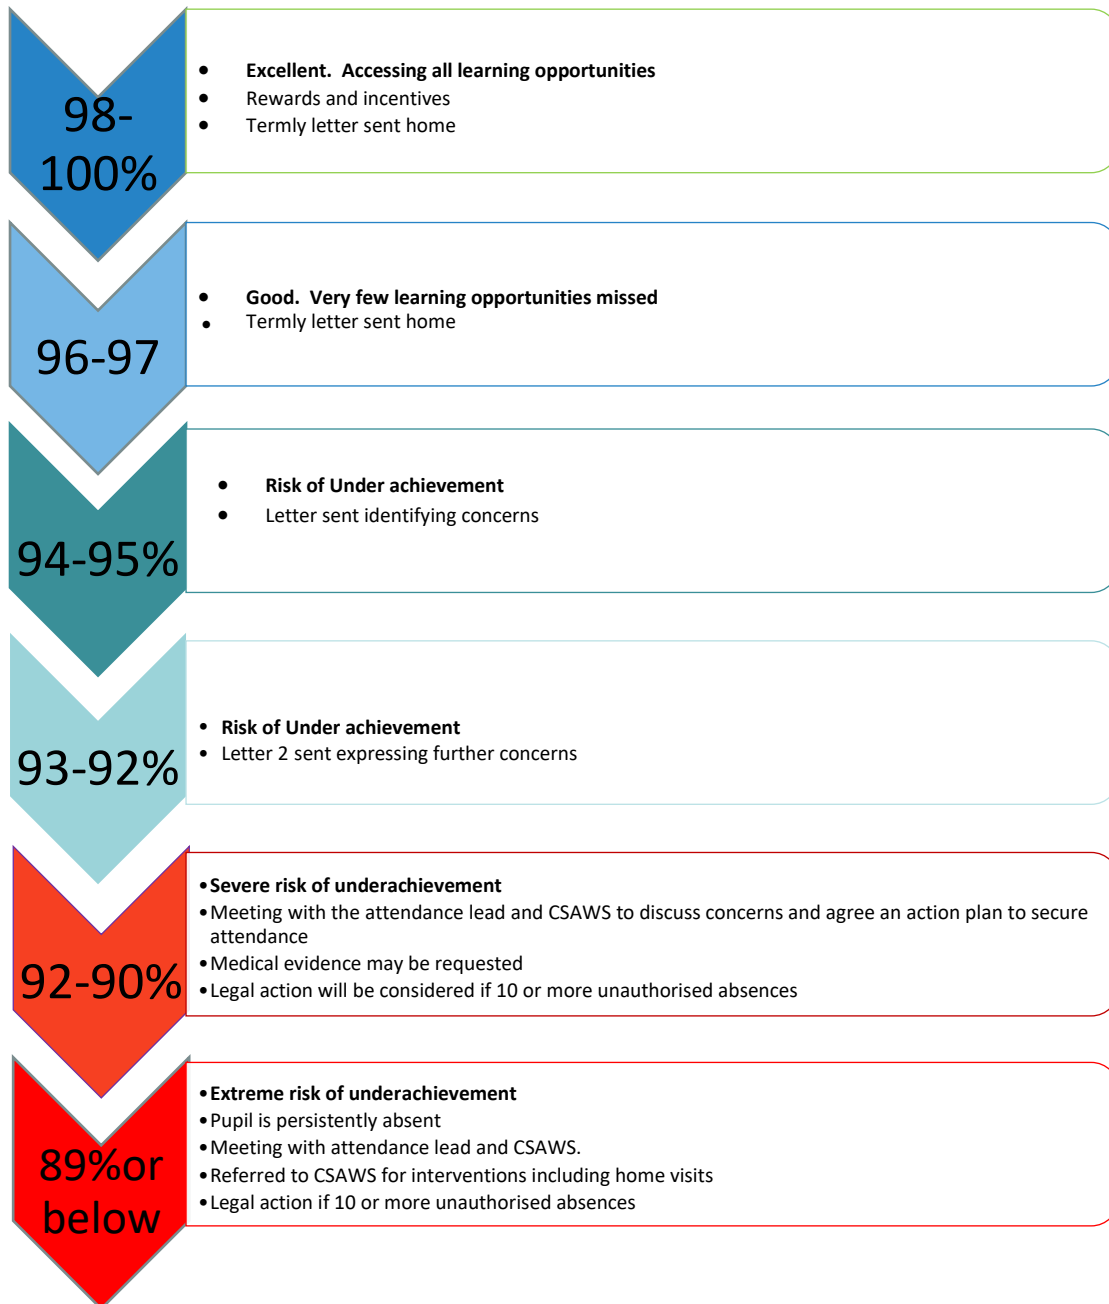 98-
100%
• Excellent.  Accessing all learning opportunities
• Rewards and incentives
• Termly letter sent home
96-97
• Good.  Very few learning opportunities missed
• Termly letter sent home
94-95%
• Risk of Under achievement
• Letter sent identifying concerns
93-92%
• Risk of Under achievement
• Letter 2 sent expressing further concerns
92-90%
•Severe risk of underachievement
•Meeting with the attendance lead and CSAWS to discuss concerns and agree an action plan to secure
attendance
•Medical evidence may be requested
•Legal action will be considered if 10 or more unauthorised absences
89%or
below
•Extreme risk of underachievement
•Pupil is persistently absent
•Meeting with attendance lead and CSAWS.
•Referred to CSAWS for interventions including home visits
•Legal action if 10 or more unauthorised absences